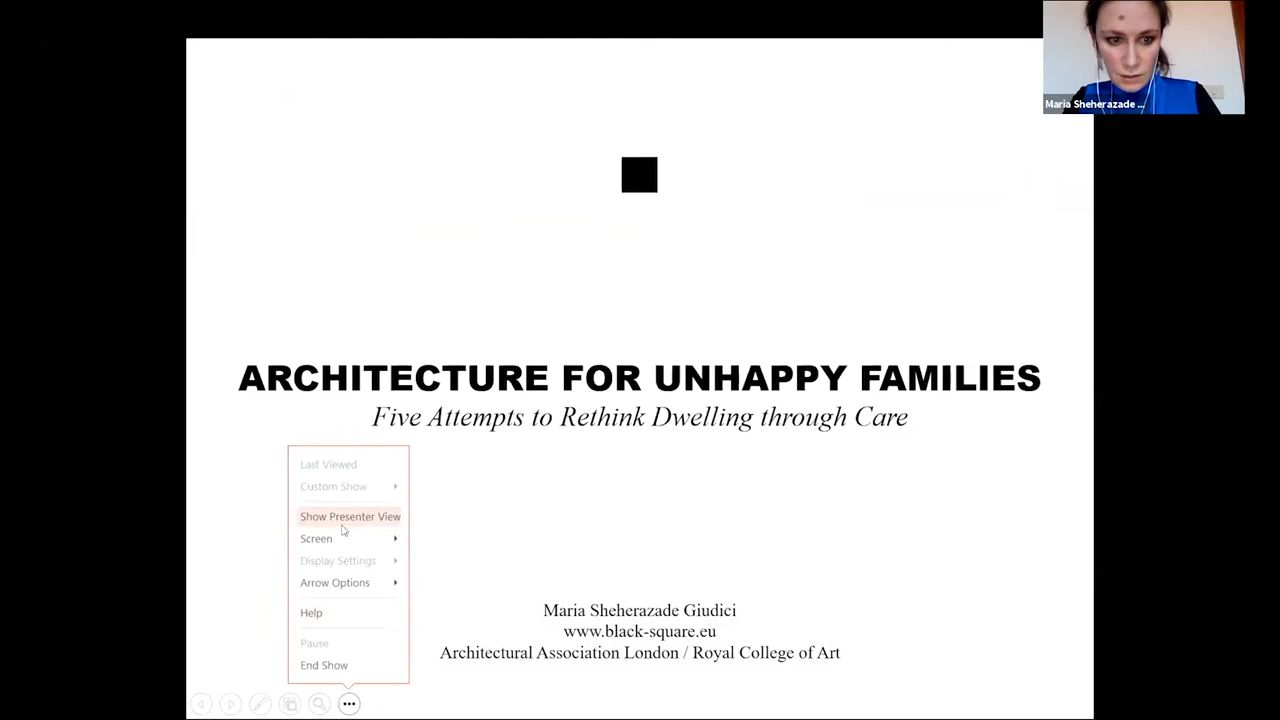 Maria Sheherazade ...
ARCHITECTURE FOR UNHAPPY FAMILIES
Five Attempts to Rethink Dwelling through Care
Last Viewed
Custom Show
Show Presenter View
Screen
Display Settings
Arrow Options
Help
Pause
End Show
Maria Sheherazade Giudici
www.black-square.eu
Architectural Association London / Royal College of Art